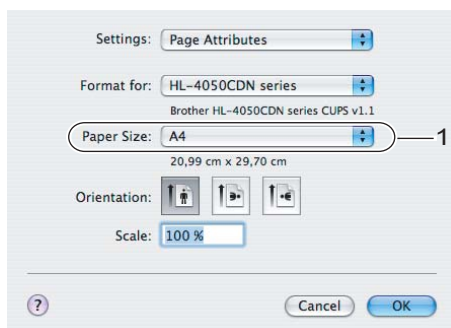 Settings: Page Attributes
Format for: HL-4050CDN series
Brother HL-4050CDN series CUPS v1.1
Paper Size: A4 1
20,99 cm x 29,70 cm
Orientation:
Scale: 100 %
? Cancel OK